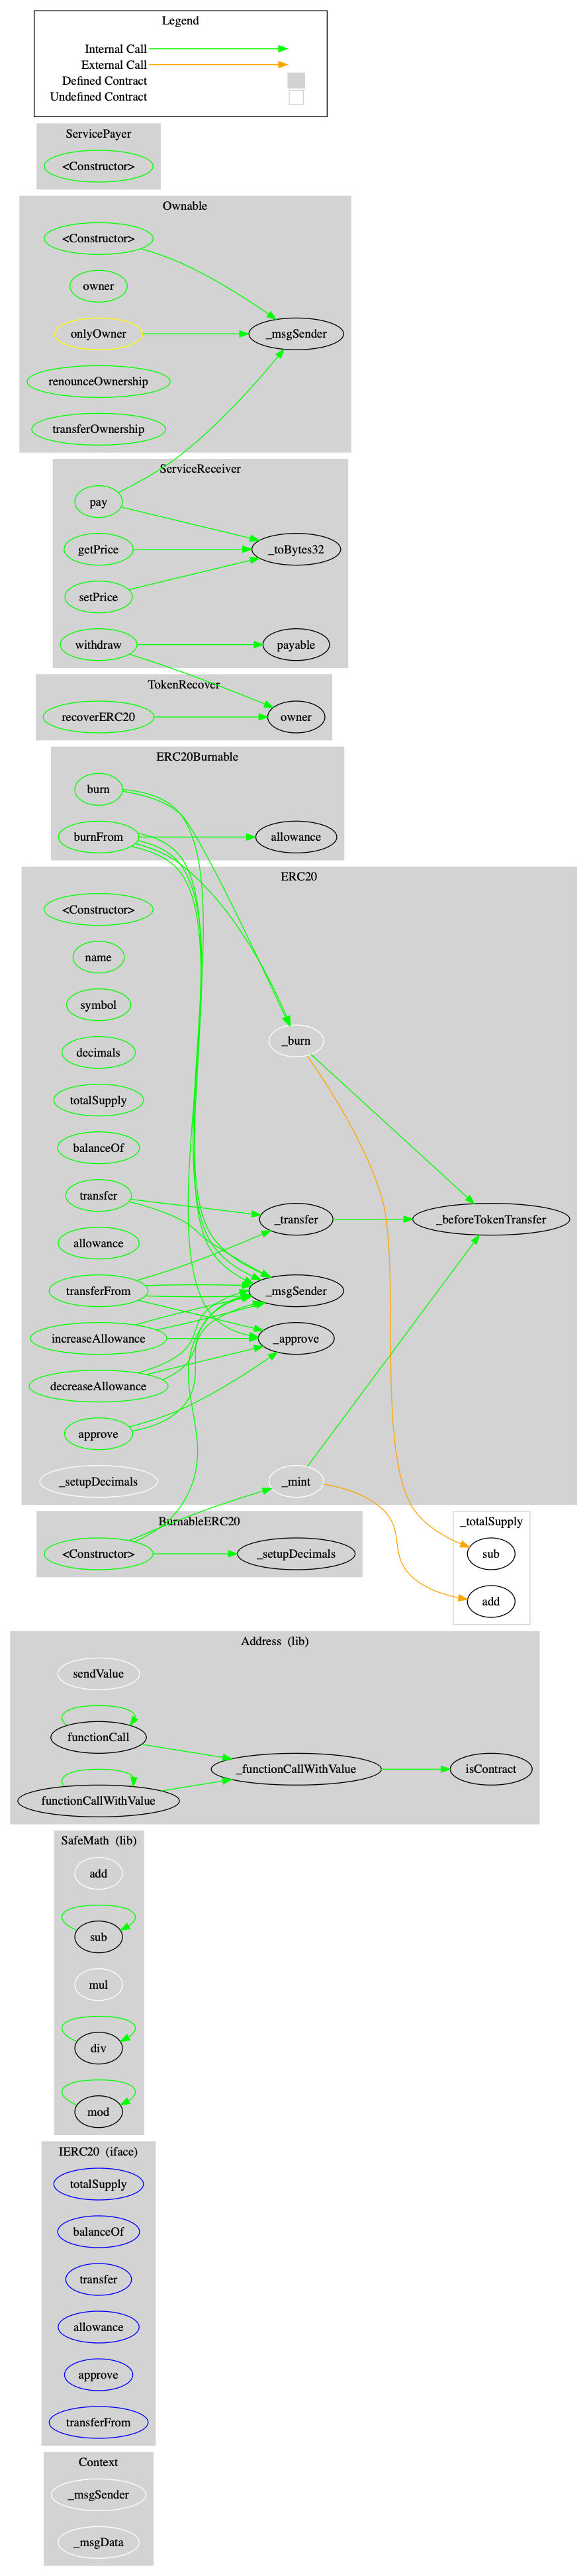 Legend
Internal Call
External Call
Defined Contract
Undefined Contract
ServicePayer
<Constructor>
Ownable
<Constructor>
owner
onlyOwner
_msgSender
renounceOwnership
transferOwnership
ServiceReceiver
pay
getPrice
_toBytes32
setPrice
withdraw
payable
TokenRecover
recoverERC20
owner
ERC20Burnable
burn
burnFrom
allowance
ERC20
<Constructor>
name
symbol
_burn
decimals
totalSupply
balanceOf
transfer
_transfer
_beforeTokenTransfer
allowance
transferFrom
_msgSender
increaseAllowance
_approve
decreaseAllowance
approve
_setupDecimals
_mint
BurnableERC20
<Constructor>
_setupDecimals
_totalSupply
sub
add
Address (lib)
sendValue
functionCall
_functionCallWithValue
isContract
functionCallWithValue
SafeMath (lib)
add
sub
mul
div
mod
IERC20 (iface)
totalSupply
balanceOf
transfer
allowance
approve
transferFrom
Context
_msgSender
_msgData